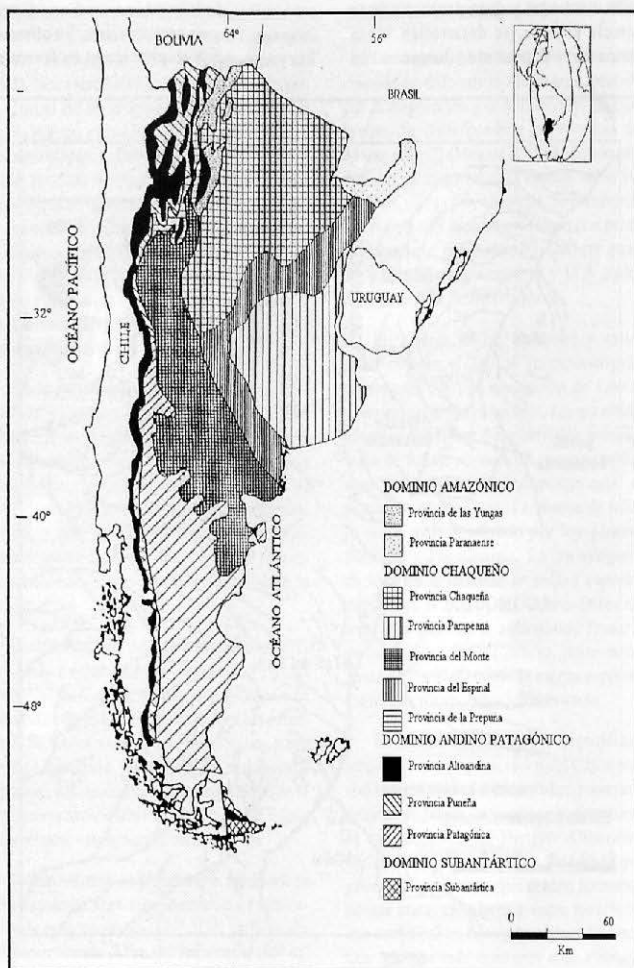 64°
56°
BOLIVIA
BRASIL
OCÉANO PACÍFICO
CHILE
URUGUAY
32°
40°
48°
OCÉANO ATLÁNTICO
DOMINIO AMAZÓNICO
Provincia de las Yungas
Provincia Paranaense
DOMINIO CHAQUEÑO
Provincia Chaqueña
Provincia Pampeana
Provincia del Monte
Provincia del Espinal
Provincia de la Prepuna
DOMINIO ANDINO PATAGÓNICO
Provincia Altoandina
Provincia Puneña
Provincia Patagónica
DOMINIO SUBANTÁRTICO
Provincia Subantártica
0 60
Km